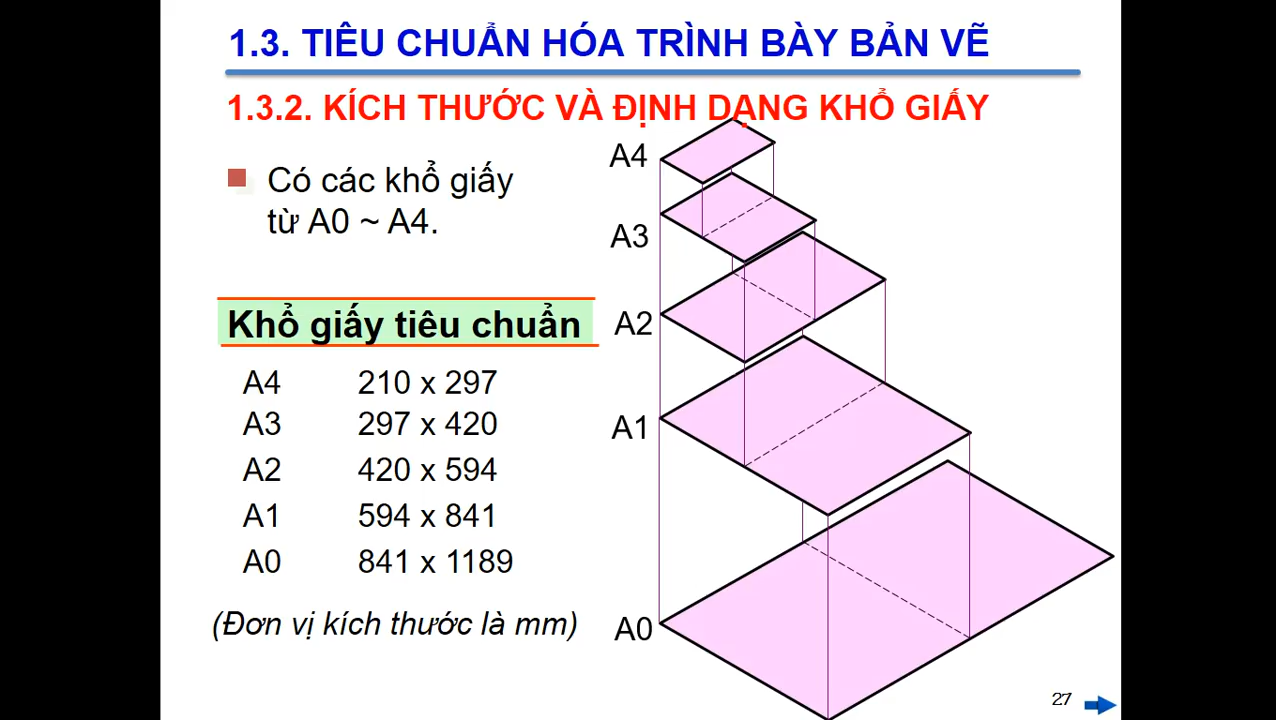 1.3. TIÊU CHUẨN HÓA TRÌNH BÀY BẢN VẼ
1.3.2. KÍCH THƯỚC VÀ ĐỊNH DẠNG KHỔ GIẤY
Có các khổ giấy
từ A0 ~ A4.
Khổ giấy tiêu chuẩn
A4 210 x 297
A3 297 x 420
A2 420 x 594
A1 594 x 841
A0 841 x 1189
(Đơn vị kích thước là mm)
A4
A3
A2
A1
A0
27